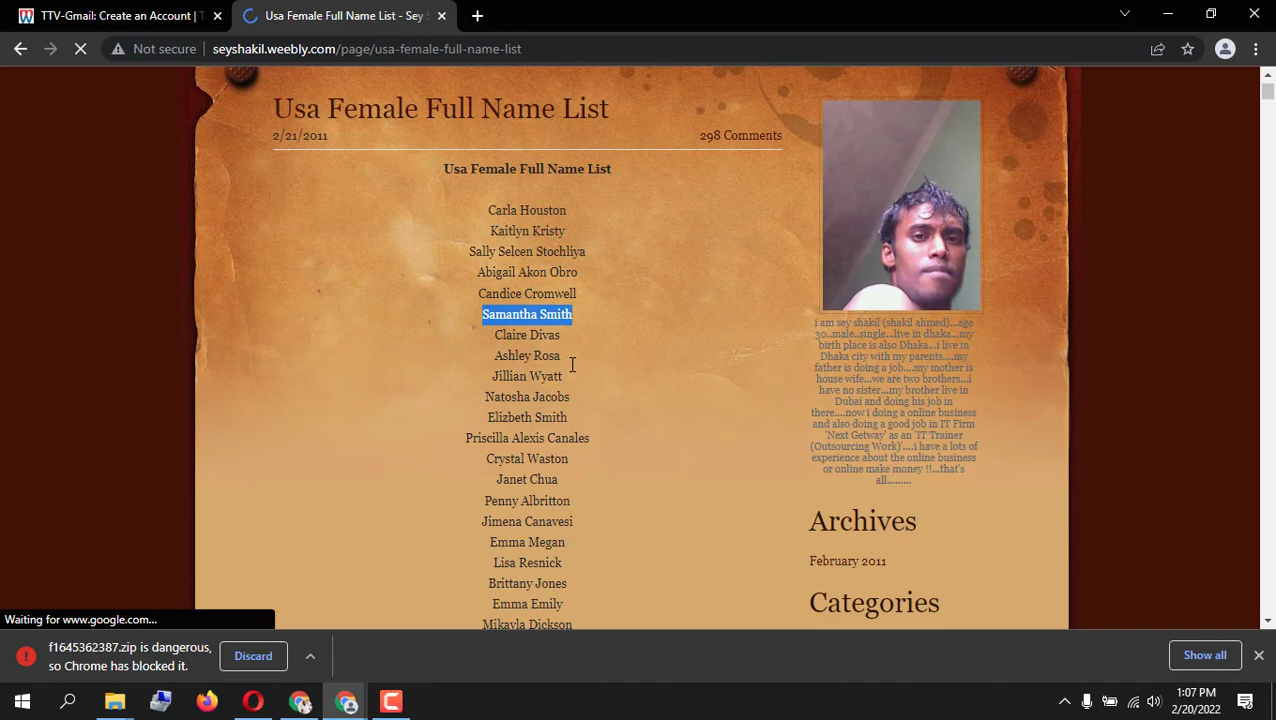 TTV-Gmail: Create an Account | T
Usa Female Full Name List - Sey S
Not secure
seyshakil.weebly.com/page/usa-female-full-name-list
Usa Female Full Name List
2/21/2011
298 Comments
Usa Female Full Name List
Carla Houston
Kaitlyn Kristy
Sally Selcen Stochliya
Abigail Akon Obro
Candice Cromwell
Samantha Smith
Claire Divas
Ashley Rosa
Jillian Wyatt
Natosha Jacobs
Elizbeth Smith
Priscilla Alexis Canales
Crystal Waston
Janet Chua
Penny Albritton
Jimena Canavesi
Emma Megan
Lisa Resnick
Brittany Jones
Emma Emily
Mikayla Dickson
i am sey shakil (shakil ahmed)...age
30..male..single...live in dhaka...my
birth place is also Dhaka...i live in
Dhaka city with my parents....my
father is doing a job....my mother is
house wife...we are two brothers...i
have no sister...my brother live in
Dubai and doing his job in
there....now i doing a online business
and also doing a good job in IT Firm
'Next Getway' as an 'IT Trainer
(Outsourcing Work)'....i have a lots of
experience about the online business
or online make money !!...that's
all.........
Archives
February 2011
Categories
Waiting for www.google.com...
f1645362387.zip is dangerous,
so Chrome has blocked it.
Discard
Show all
1:07 PM
2/20/2022